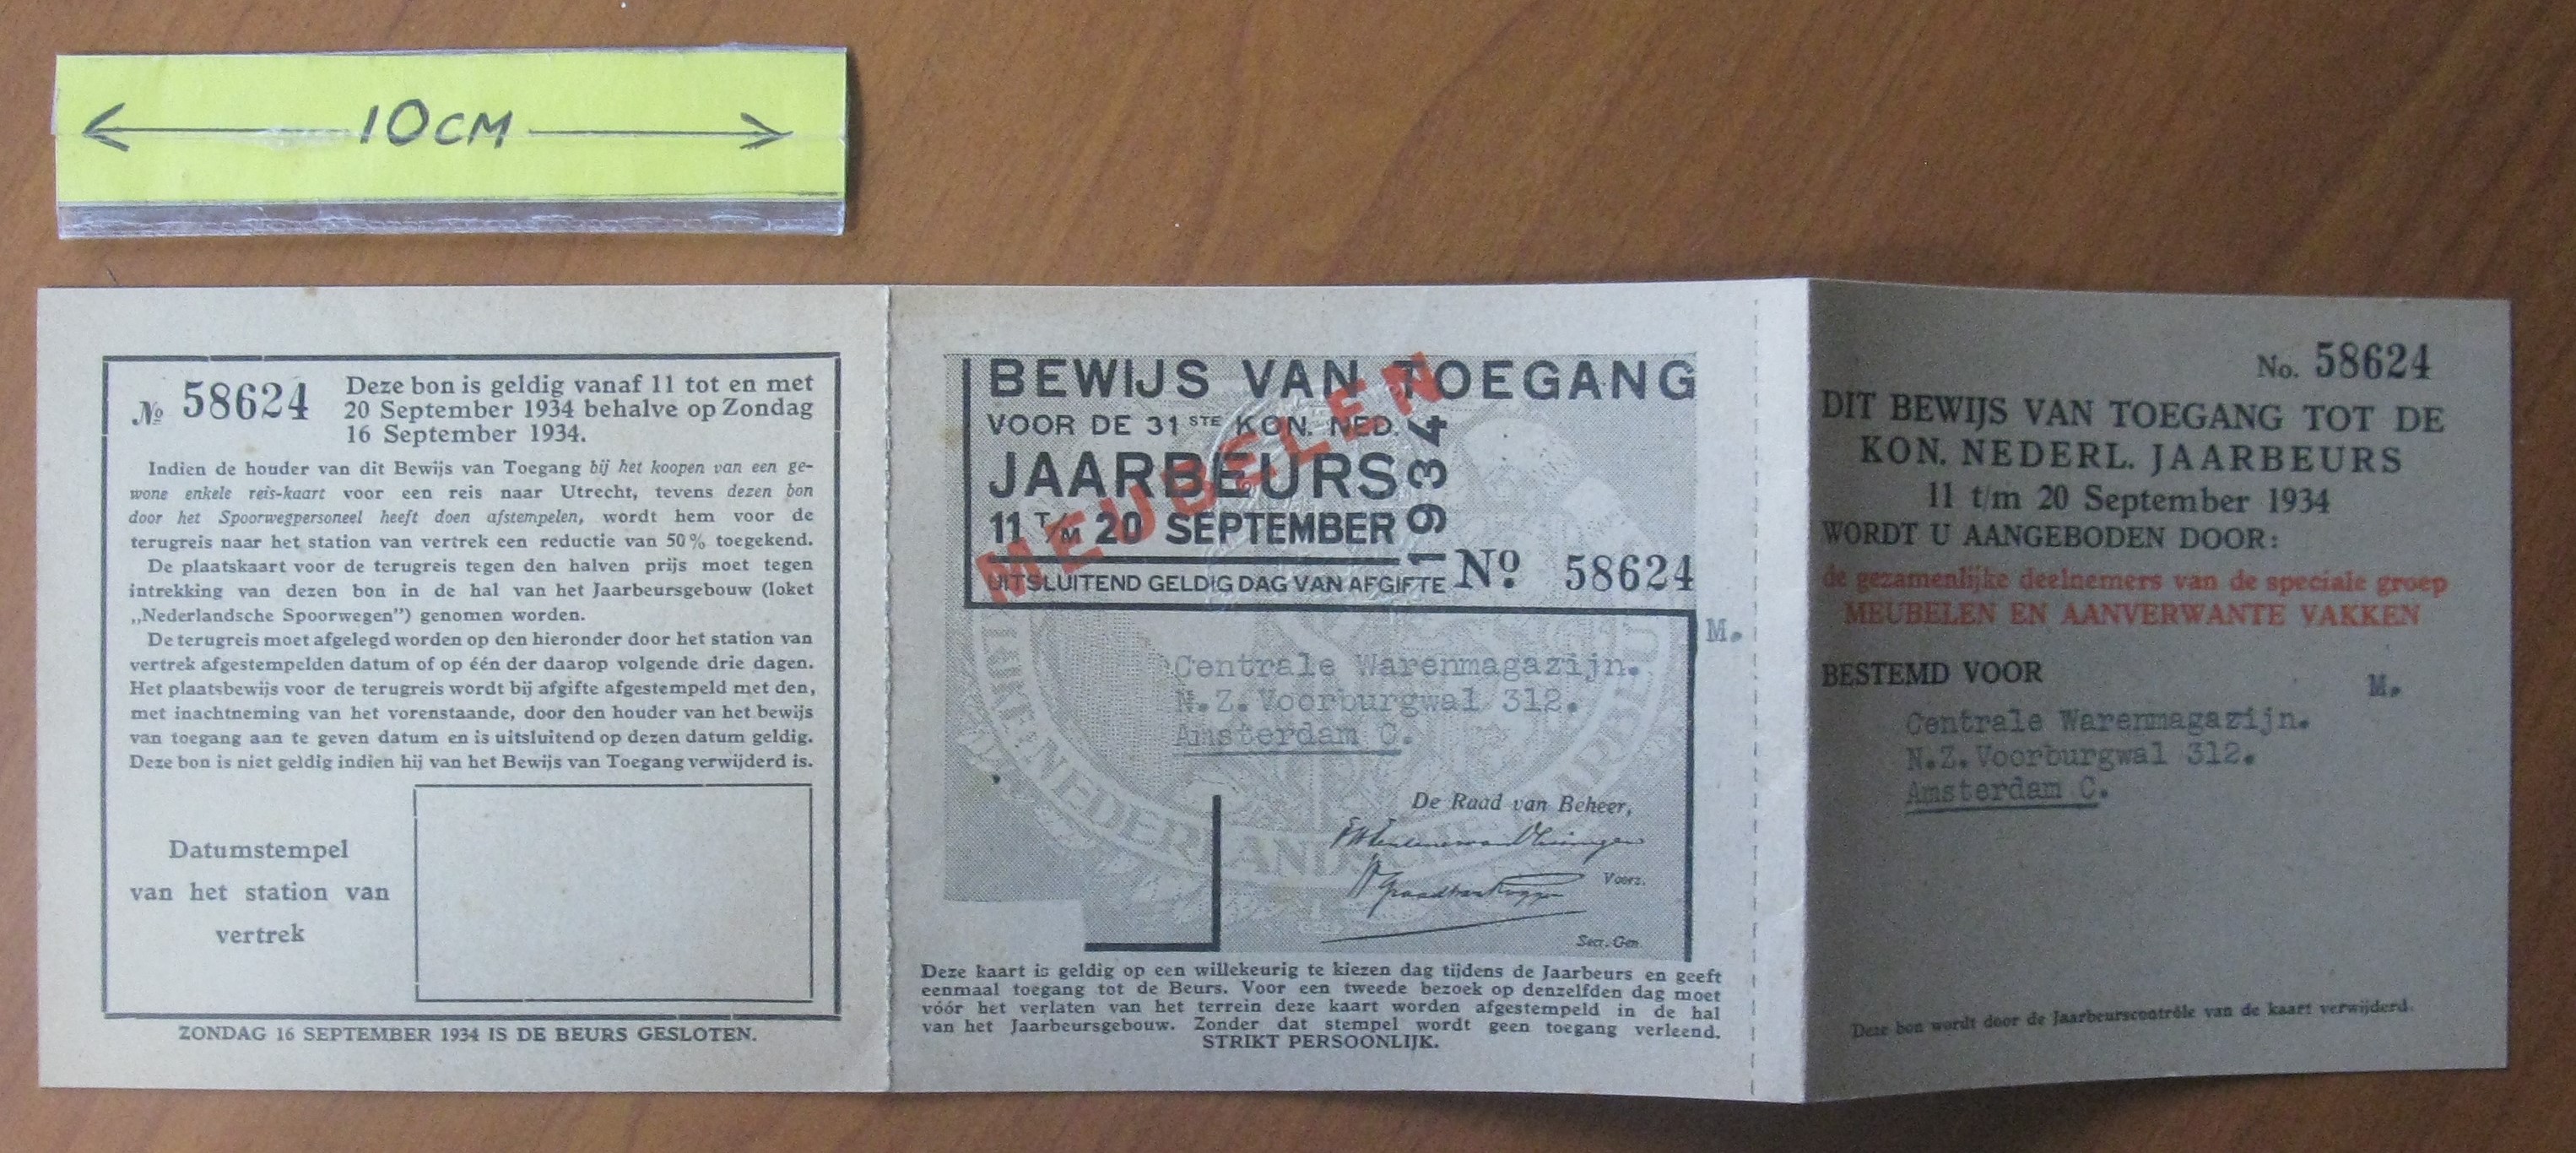 10CM
№ 58624
Deze bon is geldig vanaf 11 tot en met
20 September 1934 behalve op Zondag
16 September 1934.
Indien de houder van dit Bewijs van Toegang bij het koopen van een ge-
wone enkele reis-kaart voor een reis naar Utrecht, tevens dezen bon
door het Spoorwegpersoneel heeft doen afstempelen, wordt hem voor de
terugreis naar het station van vertrek een reductie van 50% toegekend.
De plaatskaart voor de terugreis tegen den halven prijs moet tegen
intrekking van dezen bon in de hal van het Jaarbeursgebouw (loket
„Nederlandsche Spoorwegen”) genomen worden.
De terugreis moet afgelegd worden op den hieronder door het station van
vertrek afgestempelden datum of op één der daarop volgende drie dagen.
Het plaatsbewijs voor de terugreis wordt bij afgifte afgestempeld met den,
met inachtneming van het vorenstaande, door den houder van het bewijs
van toegang aan te geven datum en is uitsluitend op dezen datum geldig.
Deze bon is niet geldig indien hij van het Bewijs van Toegang verwijderd is.
Datumstempel
van het station van
vertrek
ZONDAG 16 SEPTEMBER 1934 IS DE BEURS GESLOTEN.
BEWIJS VAN TOEGANG
VOOR DE 31STE KON. NED.
JAARBEURS
11 T/M 20 SEPTEMBER
1934
MEUBELEN
UITSLUITEND GELDIG DAG VAN AFGIFTE
No 58624
M.
Centrale Warenmagazijn.
N.Z.Voorburgwal 312.
Amsterdam C.
NEDERLANDSCHE
De Raad van Beheer,
Voorz.
Secr. Gen.
Deze kaart is geldig op een willekeurig te kiezen dag tijdens de Jaarbeurs en geeft
eenmaal toegang tot de Beurs. Voor een tweede bezoek op denzelfden dag moet
vóór het verlaten van het terrein deze kaart worden afgestempeld in de hal
van het Jaarbeursgebouw. Zonder dat stempel wordt geen toegang verleend.
STRIKT PERSOONLIJK.
No. 58624
DIT BEWIJS VAN TOEGANG TOT DE
KON. NEDERL. JAARBEURS
11 t/m 20 September 1934
WORDT U AANGEBODEN DOOR:
de gezamenlijke deelnemers van de speciale groep
MEUBELEN EN AANVERWANTE VAKKEN
BESTEMD VOOR
M.
Centrale Warenmagazijn.
N.Z.Voorburgwal 312.
Amsterdam C.
Deze bon wordt door de Jaarbeurscontrôle van de kaart verwijderd.